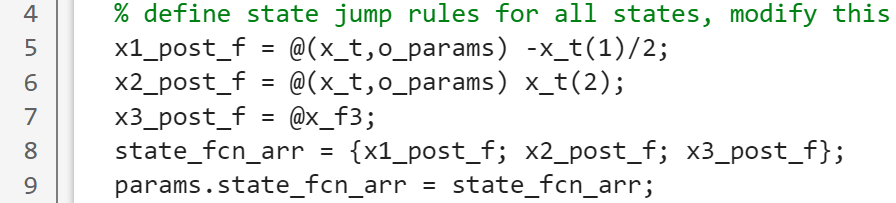 4 % define state jump rules for all states, modify this
5 x1_post_f = @(x_t,o_params) -x_t(1)/2;
6 x2_post_f = @(x_t,o_params) x_t(2);
7 x3_post_f = @x_f3;
8 state_fcn_arr = {x1_post_f; x2_post_f; x3_post_f};
9 params.state_fcn_arr = state_fcn_arr;